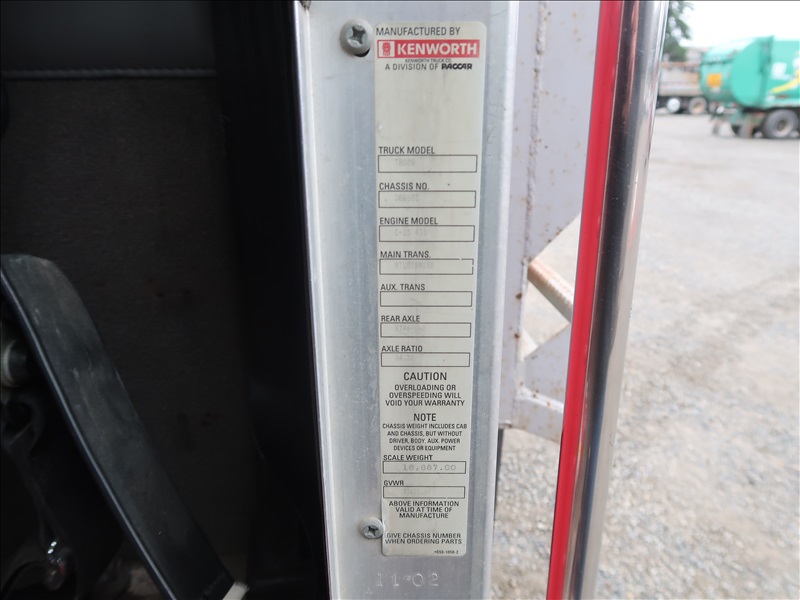 MANUFACTURED BY
KENWORTH
KENWORTH TRUCK CO.
A DIVISION OF PACCAR
TRUCK MODEL
CHASSIS NO.
ENGINE MODEL
MAIN TRANS.
AUX. TRANS
REAR AXLE
AXLE RATIO
CAUTION
OVERLOADING OR
OVERSPEEDING WILL
VOID YOUR WARRANTY
NOTE
CHASSIS WEIGHT INCLUDES CAB
AND CHASSIS, BUT WITHOUT
DRIVER, BODY, AUX. POWER
DEVICES OR EQUIPMENT
SCALE WEIGHT
GVWR
ABOVE INFORMATION
VALID AT TIME OF
MANUFACTURE
GIVE CHASSIS NUMBER
WHEN ORDERING PARTS
11-02